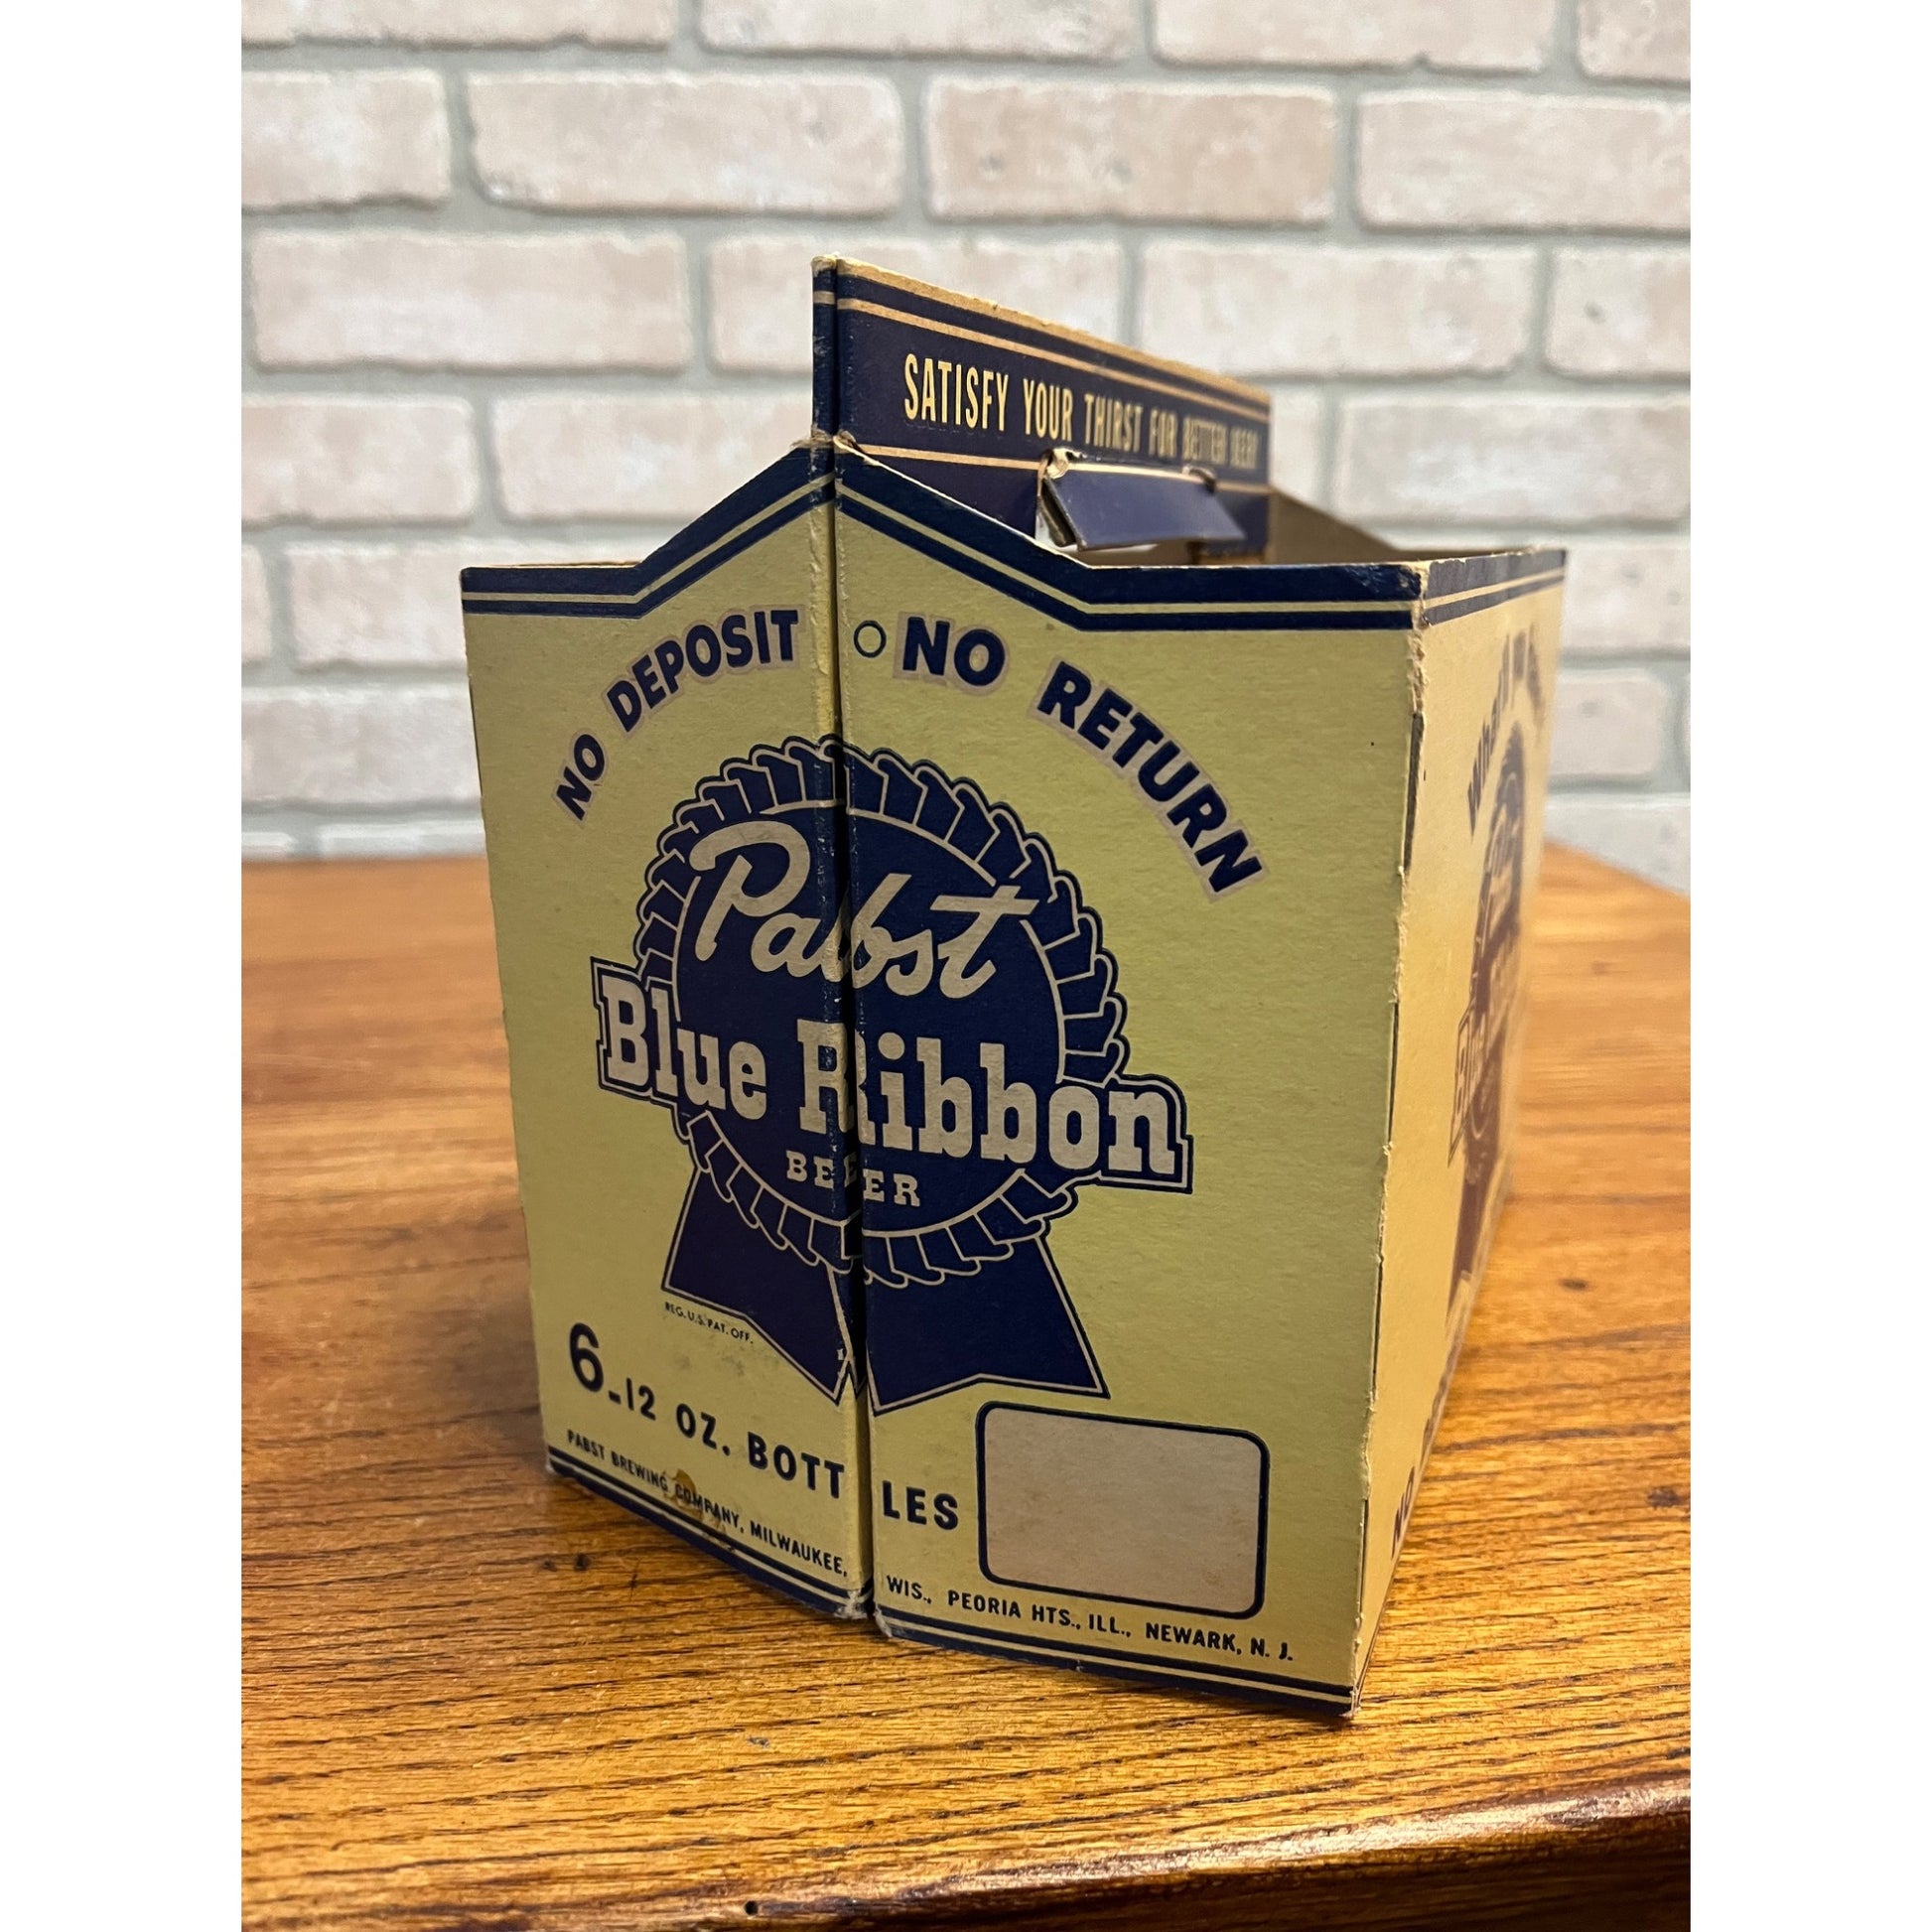 SATISFY YOUR THIRST FOR BETTER BEER
NO DEPOSIT ○ NO RETURN
Pabst
Blue Ribbon
BEER
REG. U.S. PAT. OFF.
6-12 OZ. BOTTLES
PABST BREWING COMPANY, MILWAUKEE, WIS., PEORIA HTS., ILL., NEWARK, N. J.